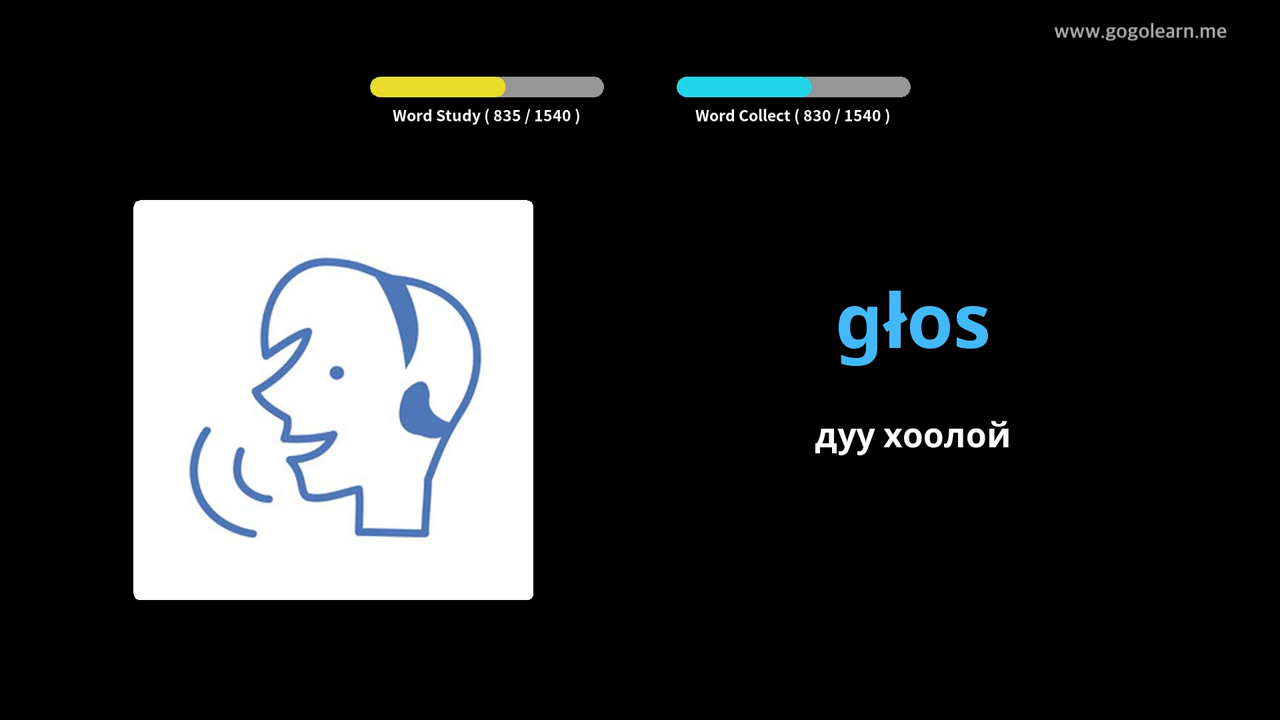 www.gogolearn.me
Word Study ( 835 / 1540 )
Word Collect ( 830 / 1540 )
głos
дуу хоолой